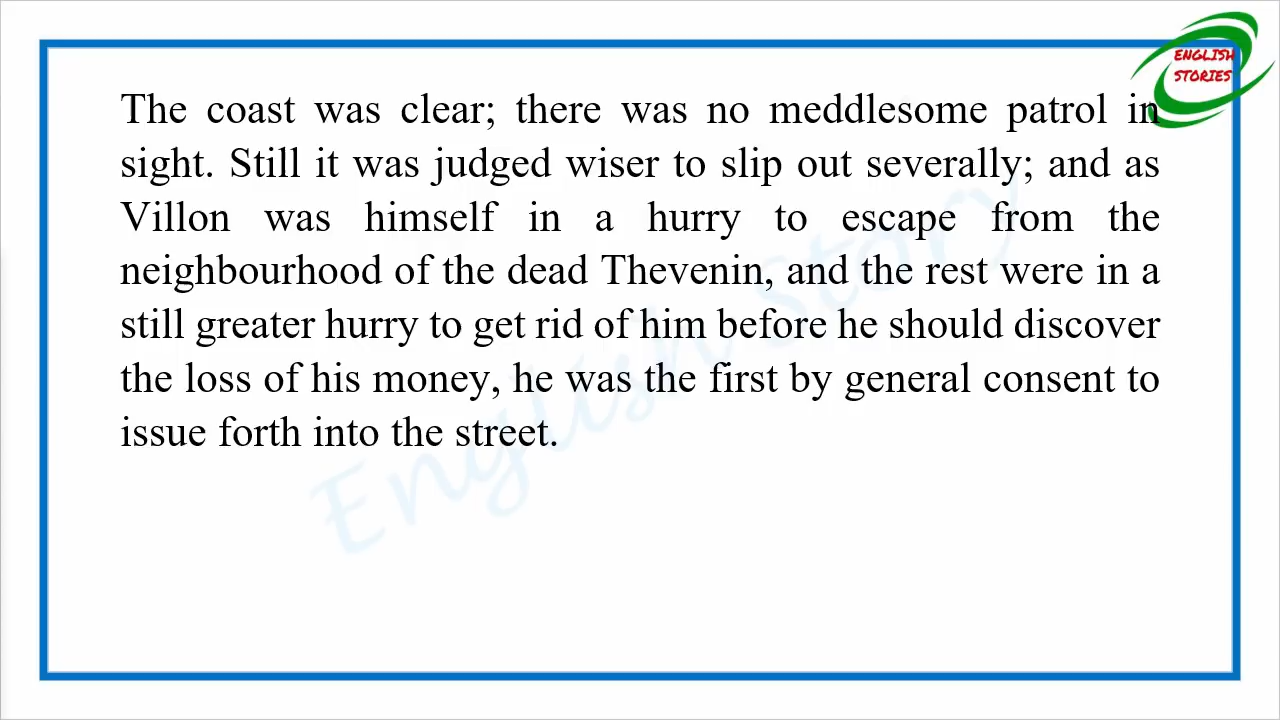 ENGLISH
STORIES
The coast was clear; there was no meddlesome patrol in
sight. Still it was judged wiser to slip out severally; and as
Villon was himself in a hurry to escape from the
neighbourhood of the dead Thevenin, and the rest were in a
still greater hurry to get rid of him before he should discover
the loss of his money, he was the first by general consent to
issue forth into the street.
English Story